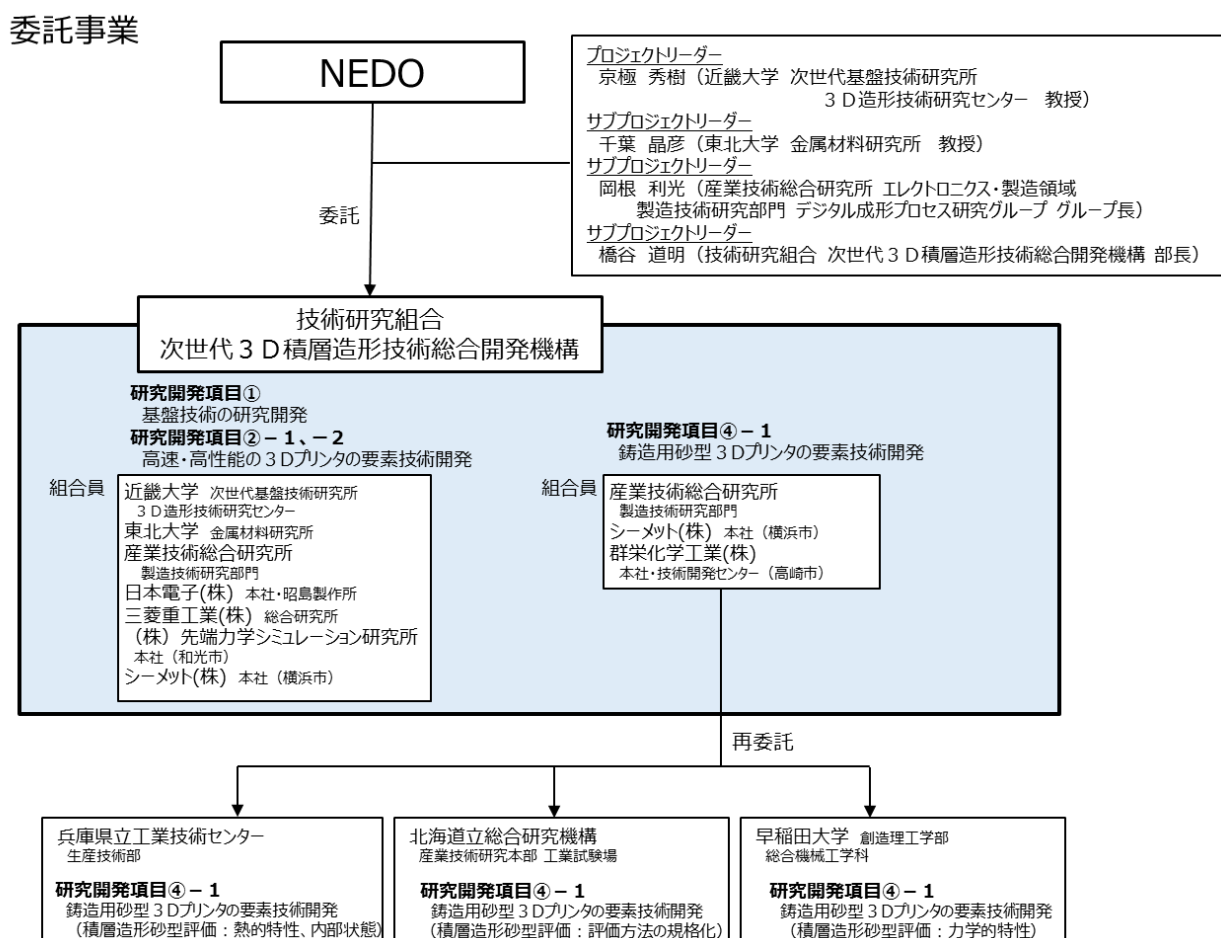 委託事業
NEDO
プロジェクトリーダー
京極 秀樹（近畿大学 次世代基盤技術研究所
３Ｄ造形技術研究センター 教授）
サブプロジェクトリーダー
千葉 晶彦（東北大学 金属材料研究所 教授）
サブプロジェクトリーダー
岡根 利光（産業技術総合研究所 エレクトロニクス・製造領域
製造技術研究部門 デジタル成形プロセス研究グループ グループ長）
サブプロジェクトリーダー
橋谷 道明（技術研究組合 次世代３Ｄ積層造形技術総合開発機構 部長）
委託
技術研究組合
次世代３Ｄ積層造形技術総合開発機構
研究開発項目①
基盤技術の研究開発
研究開発項目②－１、－２
高速・高性能の３Dプリンタの要素技術開発
組合員
近畿大学 次世代基盤技術研究所
３Ｄ造形技術研究センター
東北大学 金属材料研究所
産業技術総合研究所
製造技術研究部門
日本電子(株) 本社・昭島製作所
三菱重工業(株) 総合研究所
（株）先端力学シミュレーション研究所
本社（和光市）
シーメット(株) 本社（横浜市）
研究開発項目④－１
鋳造用砂型３Dプリンタの要素技術開発
組合員
産業技術総合研究所
製造技術研究部門
シーメット(株) 本社（横浜市）
群栄化学工業(株)
本社・技術開発センター（高崎市）
再委託
兵庫県立工業技術センター
生産技術部
研究開発項目④－１
鋳造用砂型３Dプリンタの要素技術開発
（積層造形砂型評価：熱的特性、内部状態）
北海道立総合研究機構
産業技術研究本部 工業試験場
研究開発項目④－１
鋳造用砂型３Dプリンタの要素技術開発
（積層造形砂型評価：評価方法の規格化）
早稲田大学 創造理工学部
総合機械工学科
研究開発項目④－１
鋳造用砂型３Dプリンタの要素技術開発
（積層造形砂型評価：力学的特性）